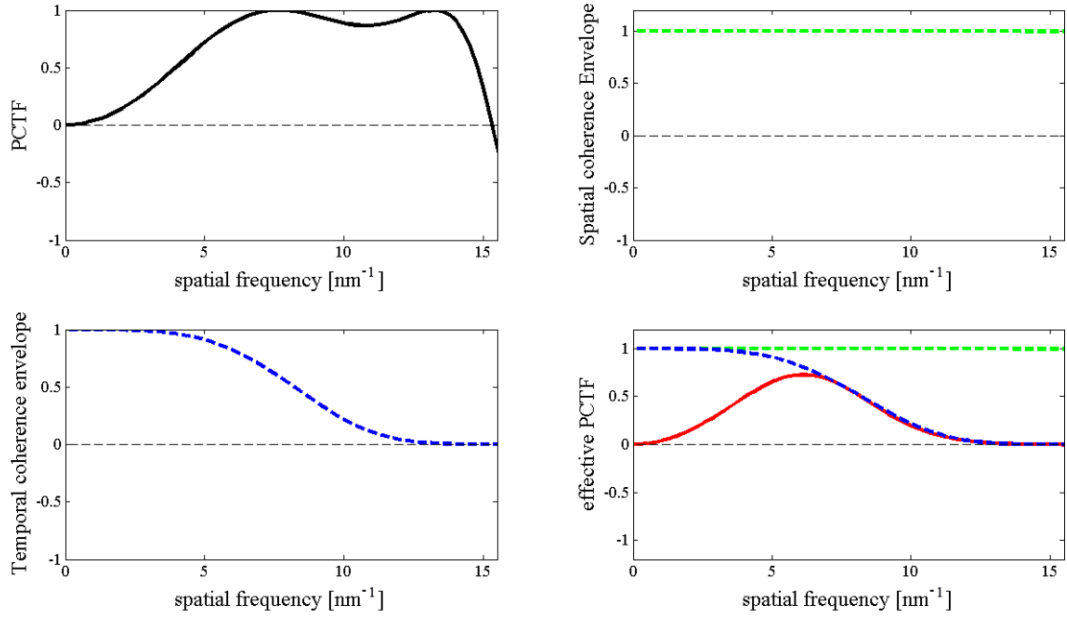 PCTF
1
0.5
0
-0.5
-1
0 5 10 15
spatial frequency [nm-1]
Spatial coherence Envelope
1
0.5
0
-0.5
-1
0 5 10 15
spatial frequency [nm-1]
Temporal coherence envelope
1
0.5
0
-0.5
-1
0 5 10 15
spatial frequency [nm-1]
effective PCTF
1
0.5
0
-0.5
-1
0 5 10 15
spatial frequency [nm-1]